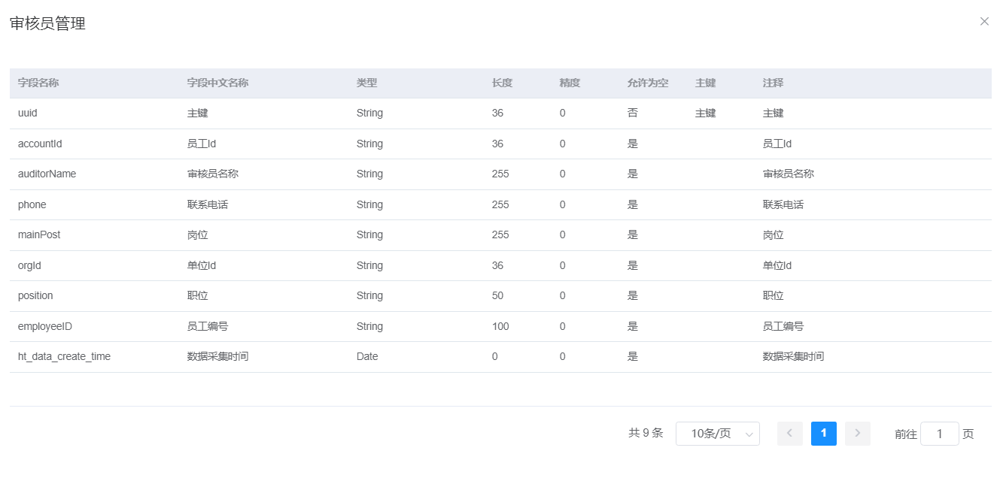 审核员管理
字段名称 字段中文名称 类型 长度 精度 允许为空 主键 注释
uuid 主键 String 36 0 否 主键 主键
accountId 员工Id String 36 0 是 员工Id
auditorName 审核员名称 String 255 0 是 审核员名称
phone 联系电话 String 255 0 是 联系电话
mainPost 岗位 String 255 0 是 岗位
orgId 单位Id String 36 0 是 单位Id
position 职位 String 50 0 是 职位
employeeID 员工编号 String 100 0 是 员工编号
ht_data_create_time 数据采集时间 Date 0 0 是 数据采集时间
共 9 条 10条/页 1 前往 1 页